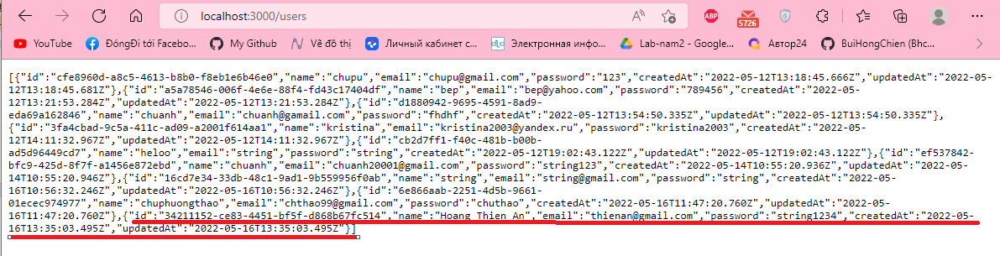 localhost:3000/users
ABP
5726
YouTube ĐóngĐi tới Facebo... My Github Vẽ đồ thị Личный кабинет с... Электронная инфо... Lab-nam2 - Google... Автор24 BuiHongChien (Bhc...
[{"id":"cfe8960d-a8c5-4613-b8b0-f8eb1e6b46e0","name":"chupu","email":"chupu@gmail.com","password":"123","createdAt":"2022-05-12T13:18:45.666Z","updatedAt":"2022-05-
12T13:18:45.681Z"},{"id":"a5a78546-006f-4e6e-88f4-fd43c17404df","name":"bep","email":"bep@yahoo.com","password":"789456","createdAt":"2022-05-
12T13:21:53.284Z","updatedAt":"2022-05-12T13:21:53.284Z"},{"id":"d1880942-9695-4591-8ad9-
eda69a162846","name":"chuanh","email":"chuanh@gamail.com","password":"fhdhf","createdAt":"2022-05-12T13:54:50.335Z","updatedAt":"2022-05-12T13:54:50.335Z"},
{"id":"3fa4cbad-9c5a-411c-ad09-a2001f614aa1","name":"kristina","email":"kristina2003@yandex.ru","password":"kristina2003","createdAt":"2022-05-
12T14:11:32.967Z","updatedAt":"2022-05-12T14:11:32.967Z"},{"id":"cb2d7ff1-f40c-481b-b00b-
ad5d96449cd7","name":"heloo","email":"string","password":"string","createdAt":"2022-05-12T19:02:43.122Z","updatedAt":"2022-05-12T19:02:43.122Z"},{"id":"ef537842-
bfc9-425d-8f7f-a1456e872ebd","name":"chuanh","email":"chuanh20001@gmail.com","password":"string123","createdAt":"2022-05-14T10:55:20.936Z","updatedAt":"2022-05-
14T10:55:20.946Z"},{"id":"16cd7e34-33db-48c1-9ad1-9b559956f0ab","name":"string","email":"string@gmail.com","password":"string","createdAt":"2022-05-
16T10:56:32.246Z","updatedAt":"2022-05-16T10:56:32.246Z"},{"id":"6e866aab-2251-4d5b-9661-
01ecec974977","name":"chuphuongthao","email":"chthao99@gmail.com","password":"chuthao","createdAt":"2022-05-16T11:47:20.760Z","updatedAt":"2022-05-
16T11:47:20.760Z"},{"id":"34211152-ce83-4451-bf5f-d868b67fc514","name":"Hoang Thien An","email":"thienan@gmail.com","password":"string1234","createdAt":"2022-05-
16T13:35:03.495Z","updatedAt":"2022-05-16T13:35:03.495Z"}]